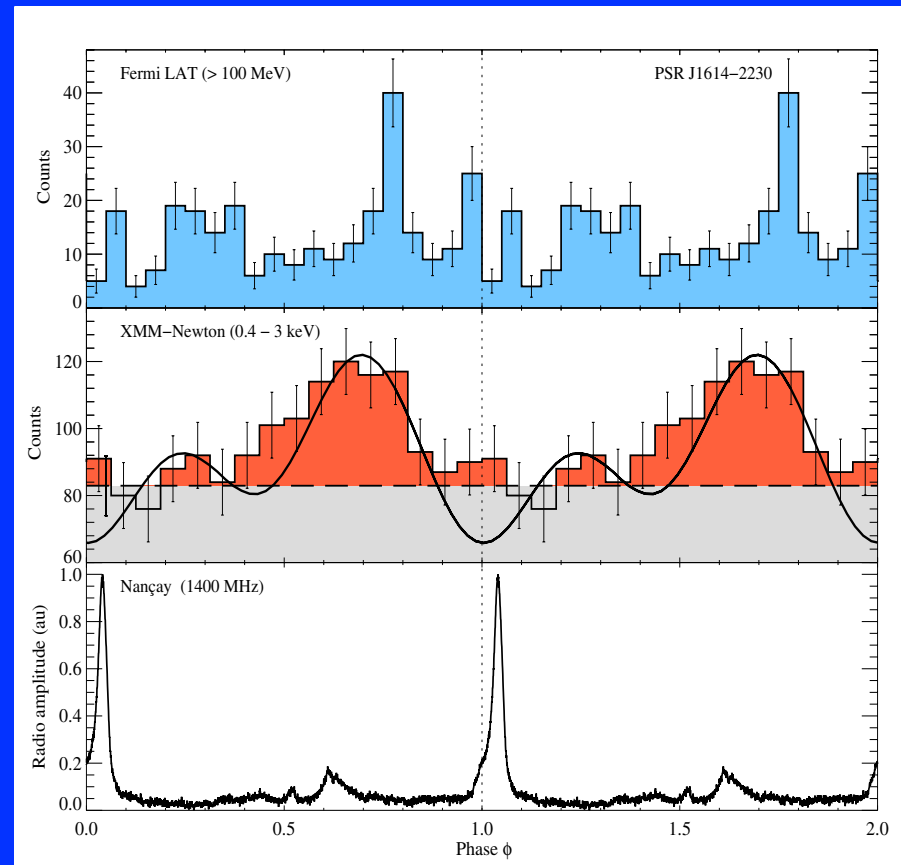 Fermi LAT (> 100 MeV)
PSR J1614−2230
Counts
40
30
20
10
0
XMM−Newton (0.4 − 3 keV)
Counts
120
100
80
60
Nançay (1400 MHz)
Radio amplitude (au)
1.0
0.8
0.6
0.4
0.2
0.0
0.0
0.5
1.0
1.5
2.0
Phase ϕ